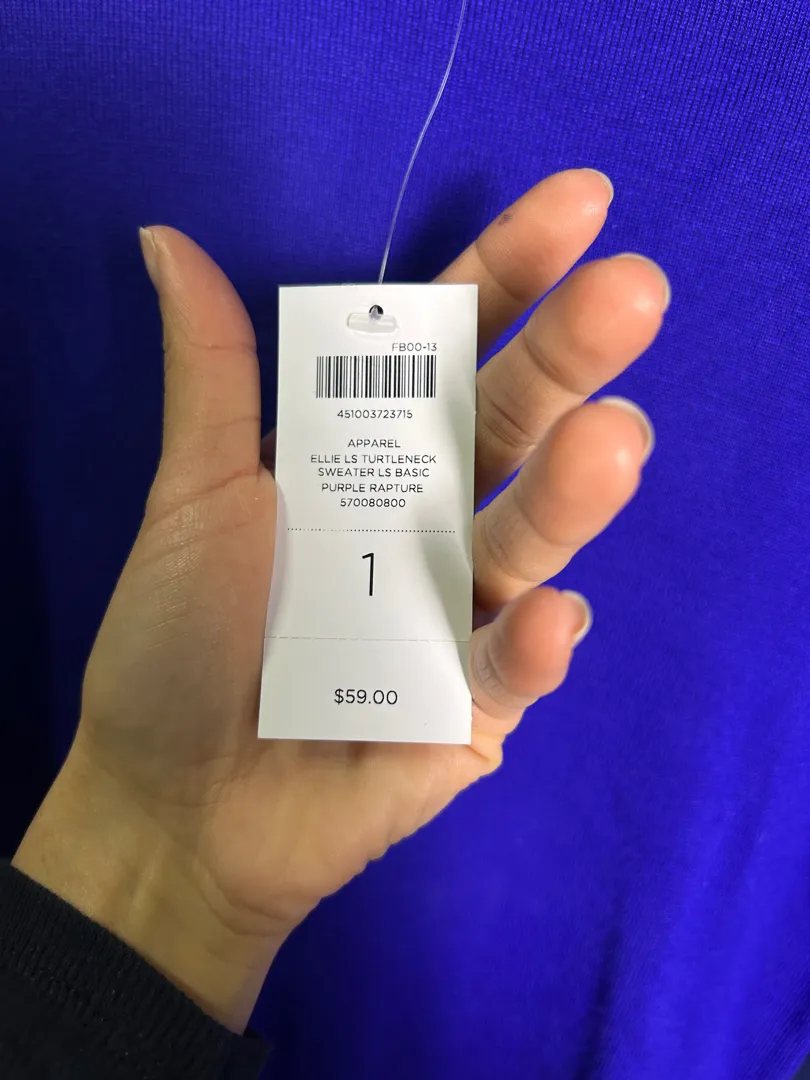 FB00-13
451003723715
APPAREL
ELLIE LS TURTLENECK
SWEATER LS BASIC
PURPLE RAPTURE
570080800
1
$59.00